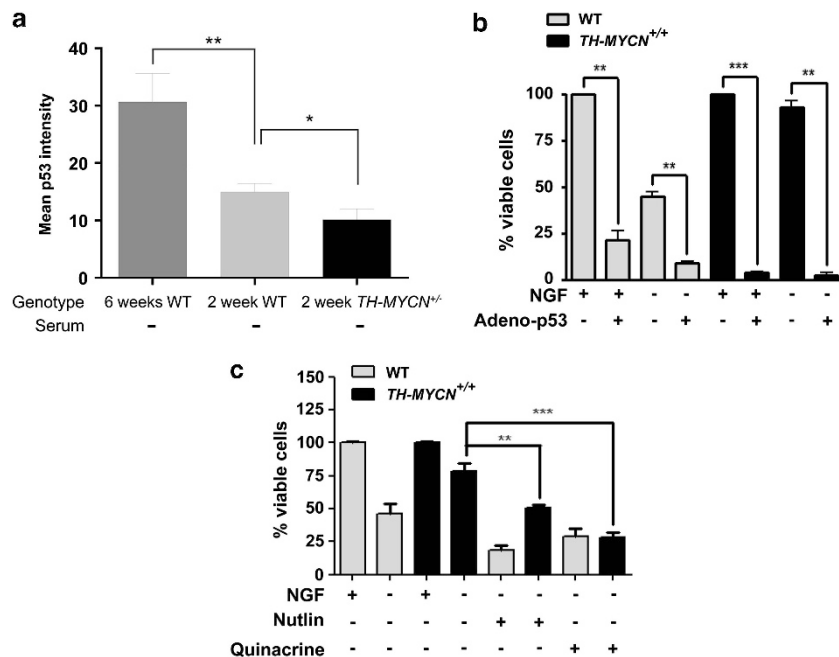 a
**
*
40
30
20
10
0
Mean p53 intensity
Genotype 6 weeks WT 2 week WT 2 week TH-MYCN+/-
Serum - - -
b
WT
TH-MYCN+/+
** ** *** **
100
75
50
25
0
% viable cells
NGF + + - - + + - -
Adeno-p53 - + - + - + - +
c
WT
TH-MYCN+/+
***
**
150
125
100
75
50
25
0
% viable cells
NGF + - + - - - - -
Nutlin - - - - + + - -
Quinacrine - - - - - - + +